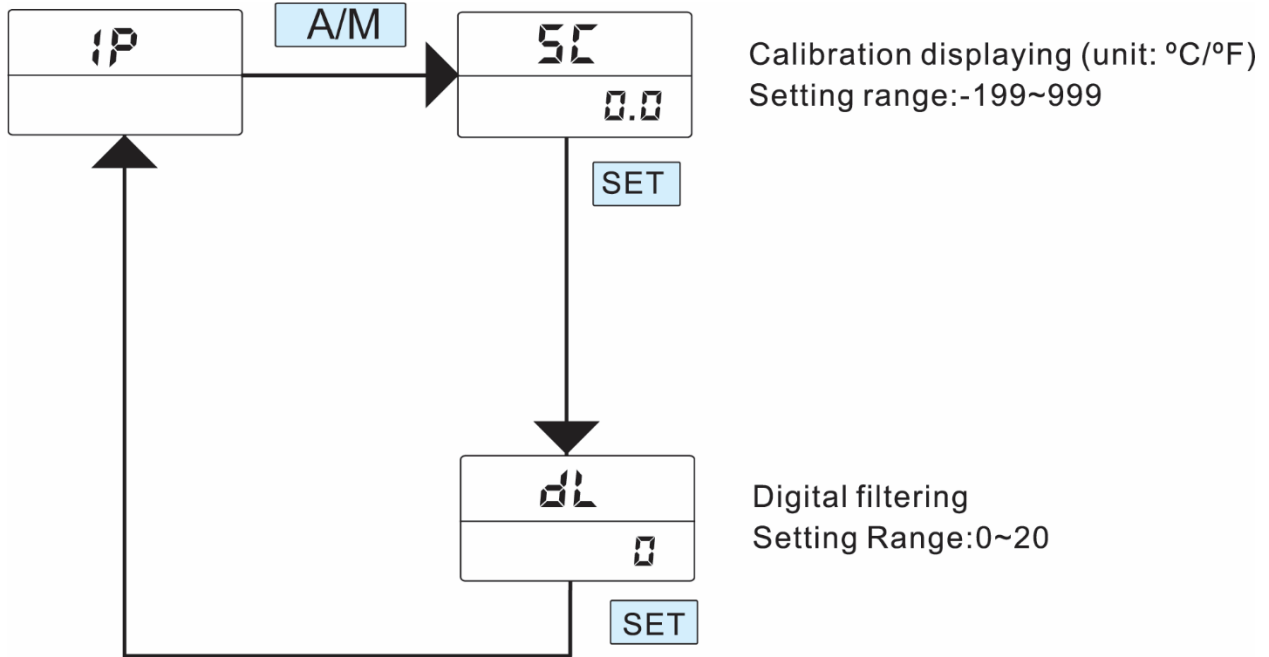 IP
A/M
SC
0.0
Calibration displaying (unit: ºC/ºF)
Setting range:-199~999
SET
dL
0
Digital filtering
Setting Range:0~20
SET